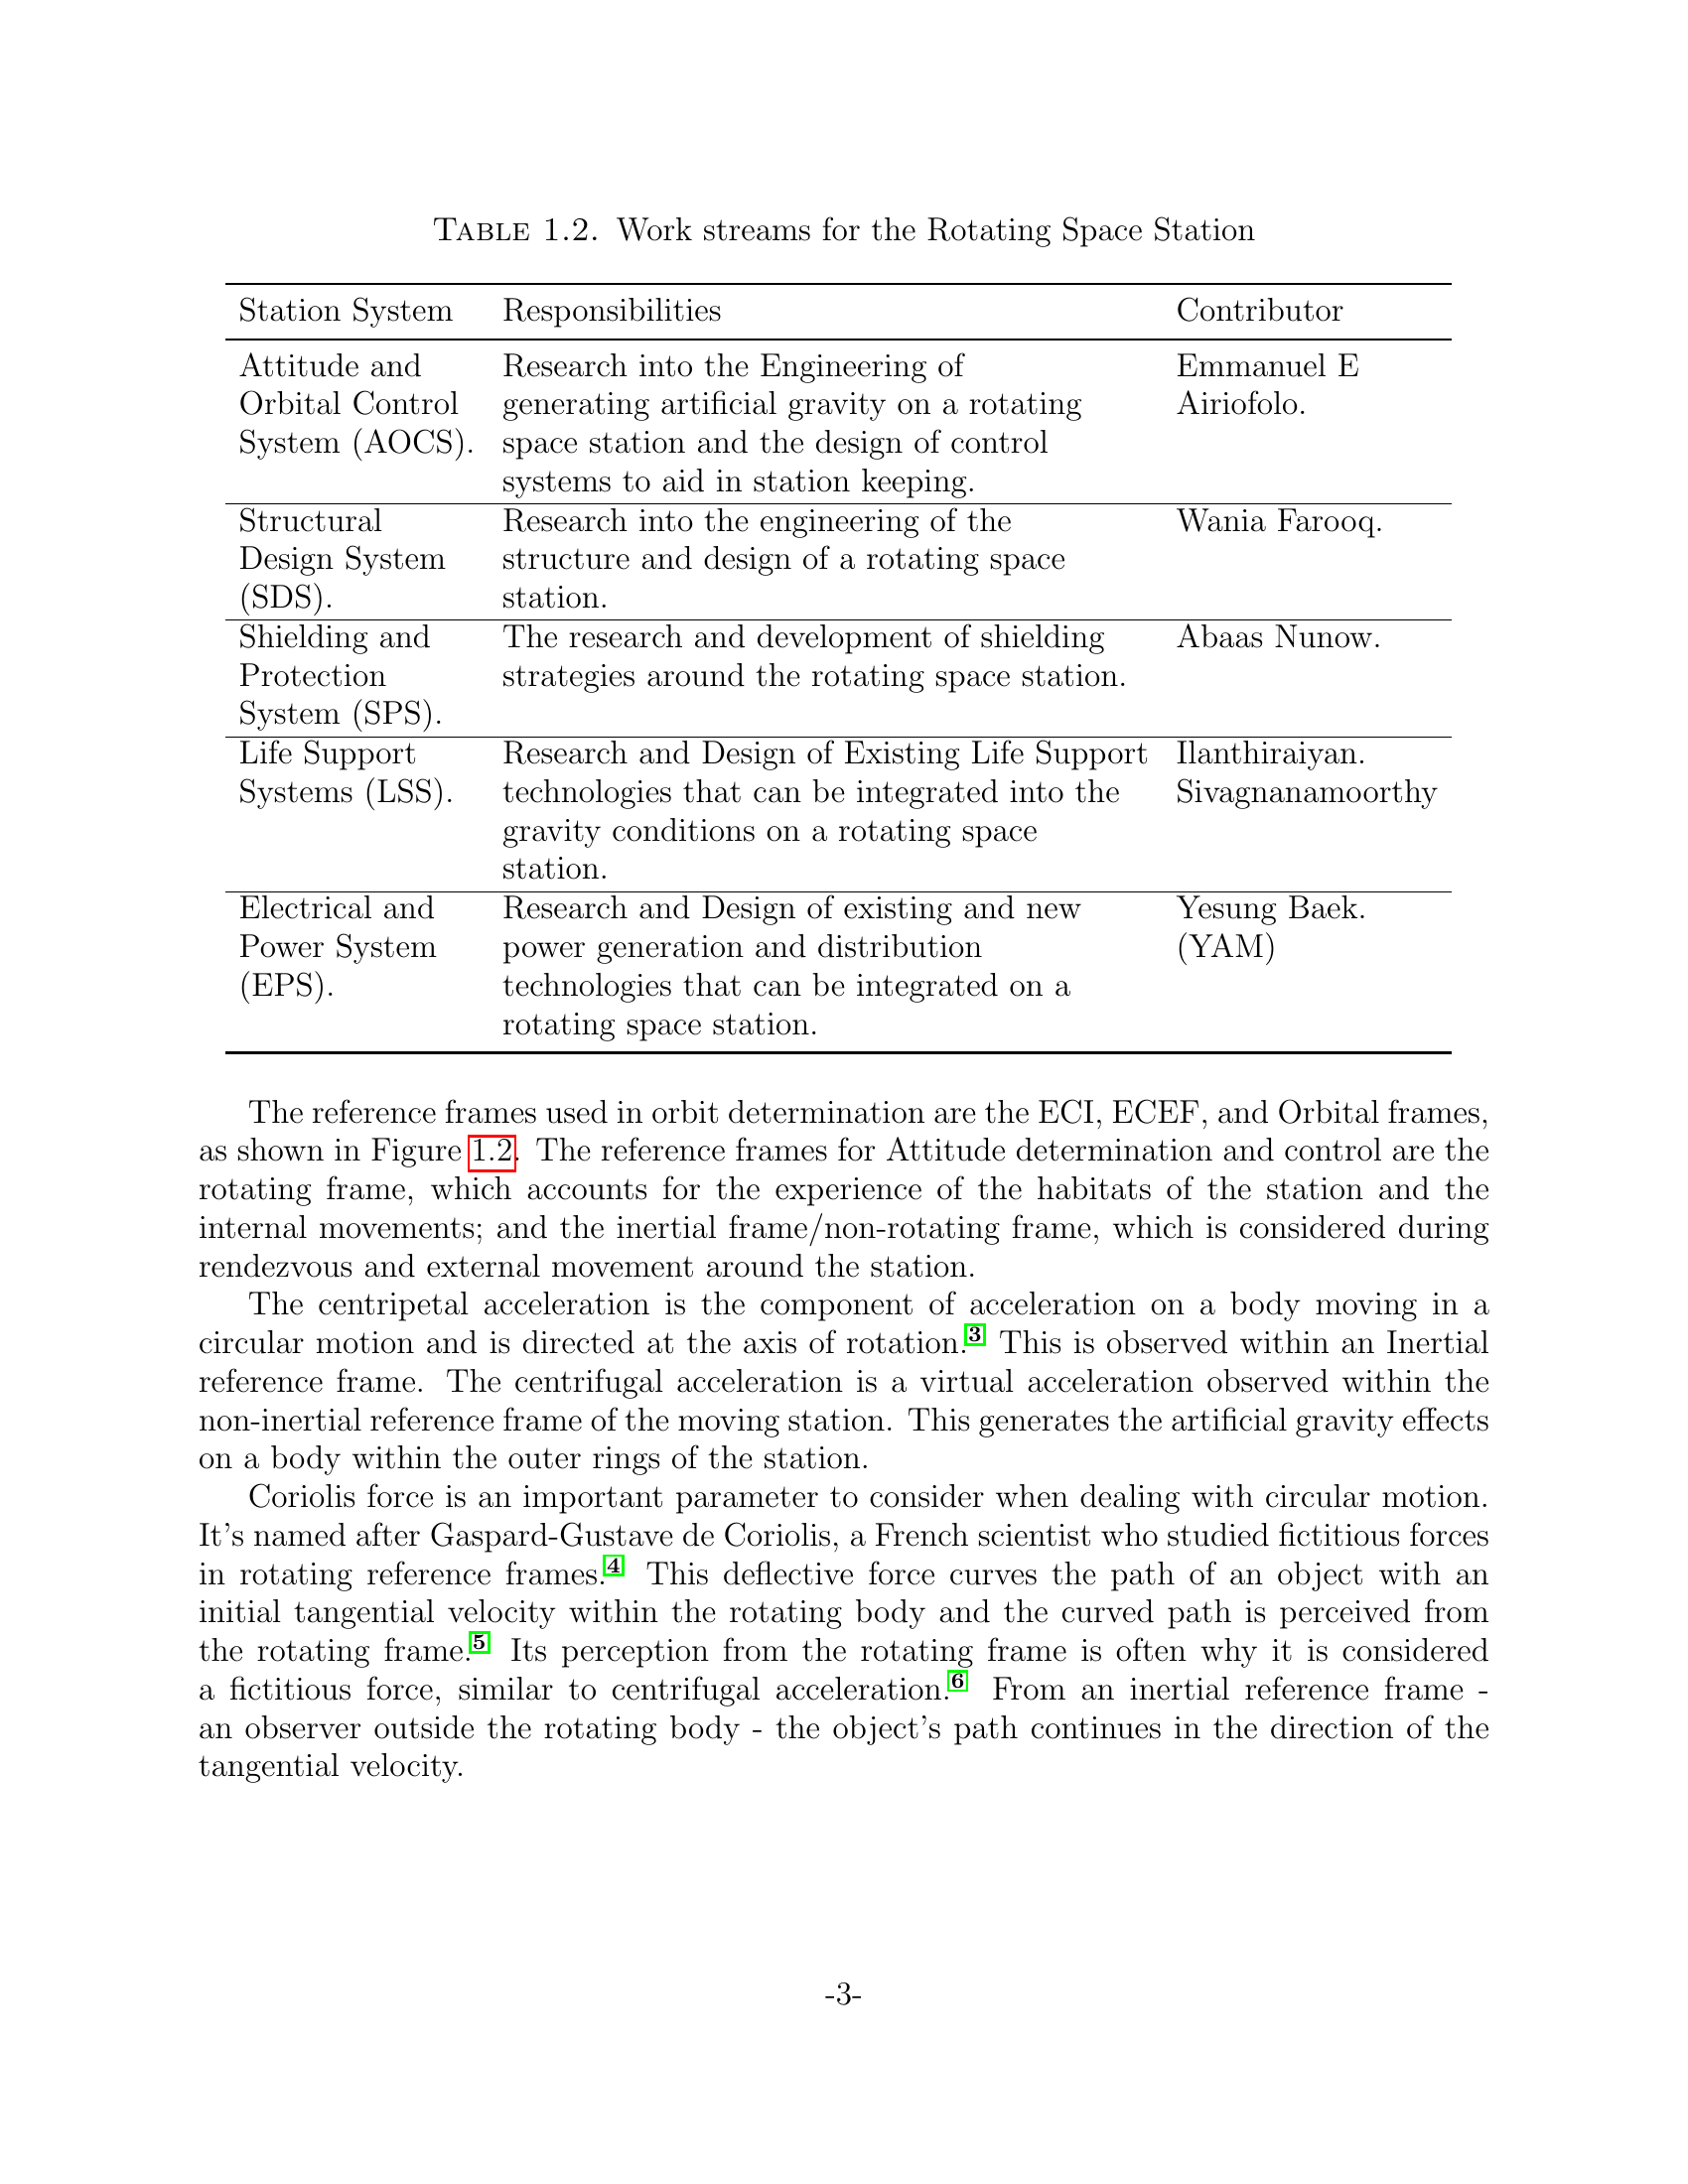 TABLE 1.2. Work streams for the Rotating Space Station
Station System Responsibilities Contributor
Attitude and Research into the Engineering of Emmanuel E
Orbital Control generating artificial gravity on a rotating Airiofolo.
System (AOCS). space station and the design of control
systems to aid in station keeping.
Structural Research into the engineering of the Wania Farooq.
Design System structure and design of a rotating space
(SDS). station.
Shielding and The research and development of shielding Abaas Nunow.
Protection strategies around the rotating space station.
System (SPS).
Life Support Research and Design of Existing Life Support Ilanthiraiyan.
Systems (LSS). technologies that can be integrated into the Sivagnanamoorthy
gravity conditions on a rotating space
station.
Electrical and Research and Design of existing and new Yesung Baek.
Power System power generation and distribution (YAM)
(EPS). technologies that can be integrated on a
rotating space station.
The reference frames used in orbit determination are the ECI, ECEF, and Orbital frames,
as shown in Figure 1.2. The reference frames for Attitude determination and control are the
rotating frame, which accounts for the experience of the habitats of the station and the
internal movements; and the inertial frame/non-rotating frame, which is considered during
rendezvous and external movement around the station.
The centripetal acceleration is the component of acceleration on a body moving in a
circular motion and is directed at the axis of rotation.3 This is observed within an Inertial
reference frame. The centrifugal acceleration is a virtual acceleration observed within the
non-inertial reference frame of the moving station. This generates the artificial gravity effects
on a body within the outer rings of the station.
Coriolis force is an important parameter to consider when dealing with circular motion.
It's named after Gaspard-Gustave de Coriolis, a French scientist who studied fictitious forces
in rotating reference frames.4 This deflective force curves the path of an object with an
initial tangential velocity within the rotating body and the curved path is perceived from
the rotating frame.5 Its perception from the rotating frame is often why it is considered
a fictitious force, similar to centrifugal acceleration.6 From an inertial reference frame -
an observer outside the rotating body - the object's path continues in the direction of the
tangential velocity.
-3-